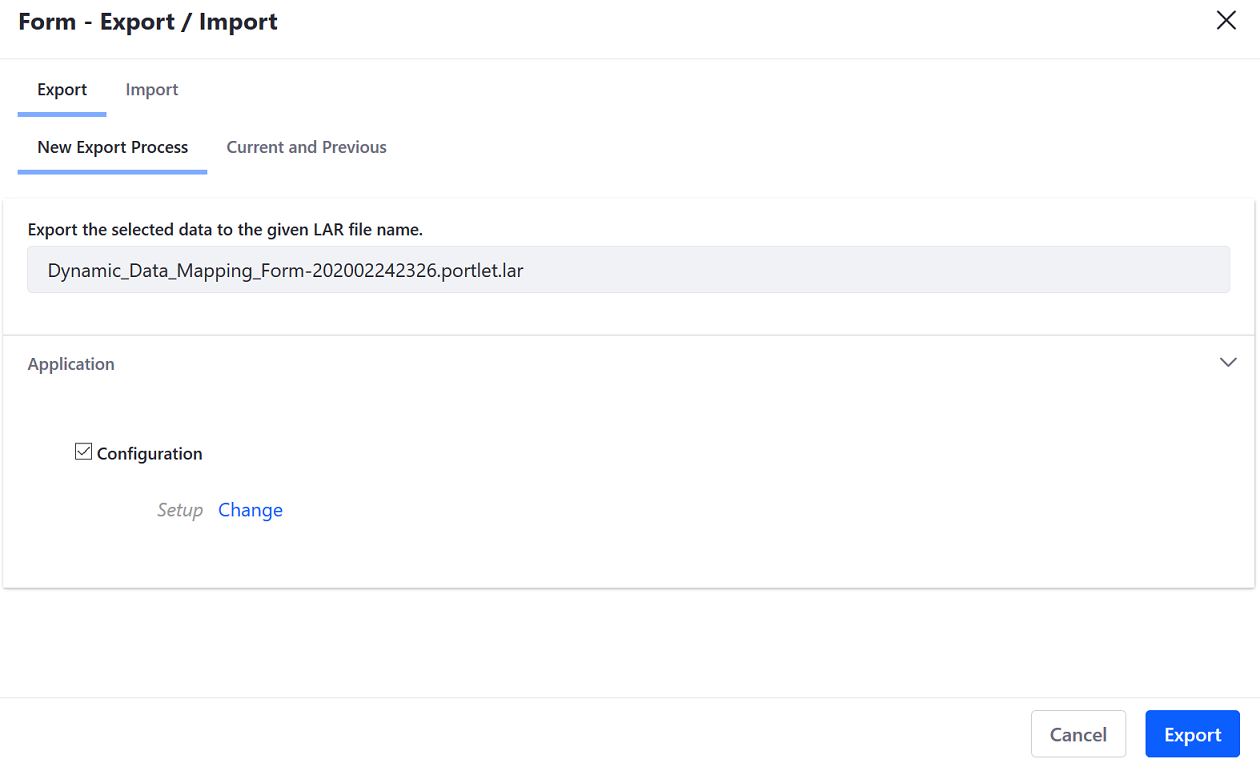 Form - Export / Import
Export Import
New Export Process Current and Previous
Export the selected data to the given LAR file name.
Dynamic_Data_Mapping_Form-202002242326.portlet.lar
Application
Configuration
Setup Change
Cancel Export